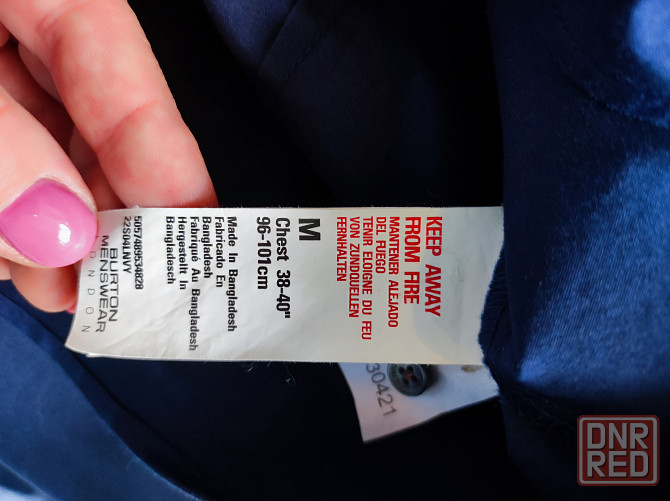 KEEP AWAY
FROM FIRE
MANTENER ALEJADO
DEL FUEGO
TENIR ELOIGNE DU FEU
VON ZUNDQUELLEN
FERNHALTEN
M
Chest 38-40"
96-101cm
Made In Bangladesh
Fabricado En
Bangladesh
Fabriqué Au Bangladesh
Hergestellt In
Bangladesch
5057489534828
22S04LNVY
BURTON
MENSWEAR
LONDON
30421
DNR
RED